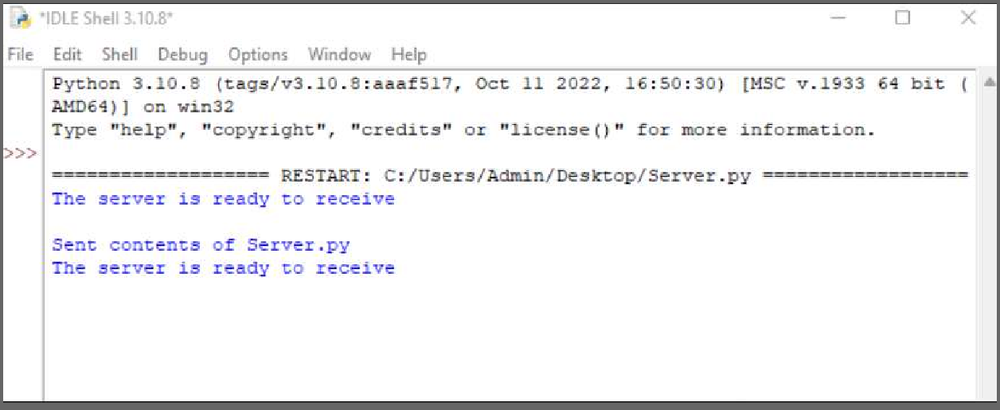 *IDLE Shell 3.10.8*
File Edit Shell Debug Options Window Help
Python 3.10.8 (tags/v3.10.8:aaaf517, Oct 11 2022, 16:50:30) [MSC v.1933 64 bit (
AMD64)] on win32
Type "help", "copyright", "credits" or "license()" for more information.
>>>
=================== RESTART: C:/Users/Admin/Desktop/Server.py ==================
The server is ready to receive
Sent contents of Server.py
The server is ready to receive